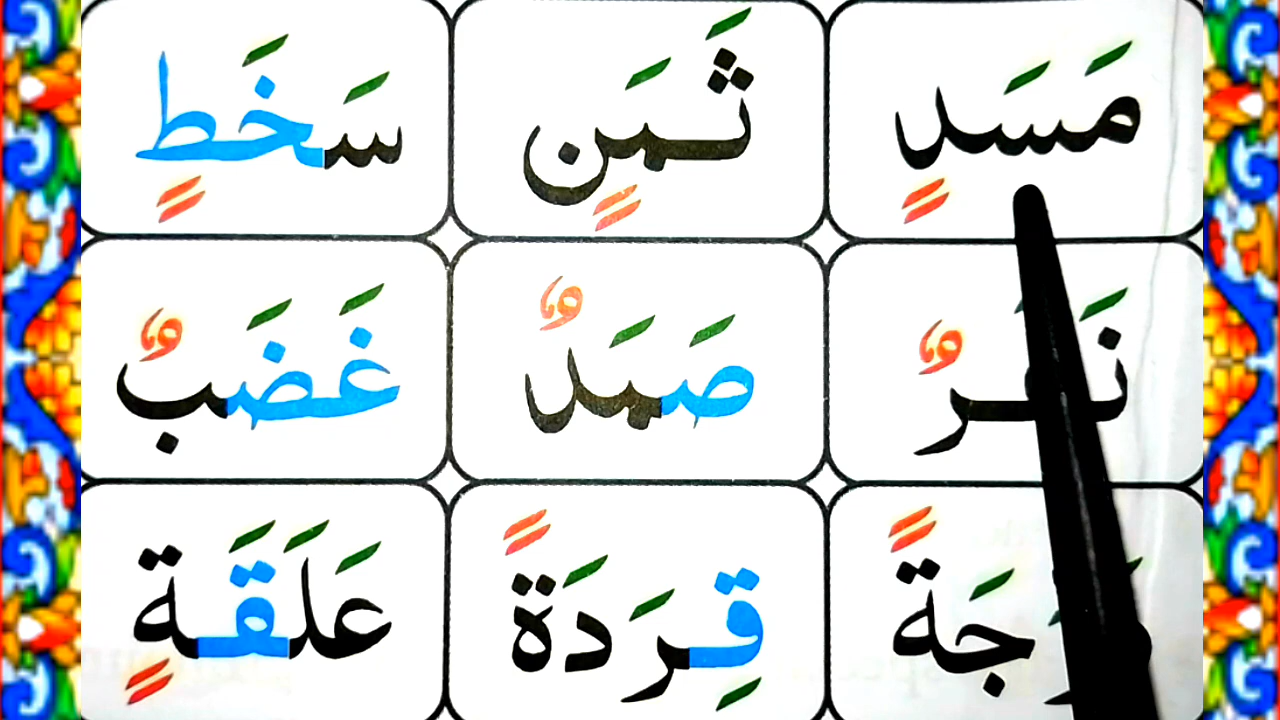 مَسَدٍ ثَمَنٍ سَخَطٍ
صَمَدٌ غَضَبٌ
قِرَدَةً عَلَقَةٍ